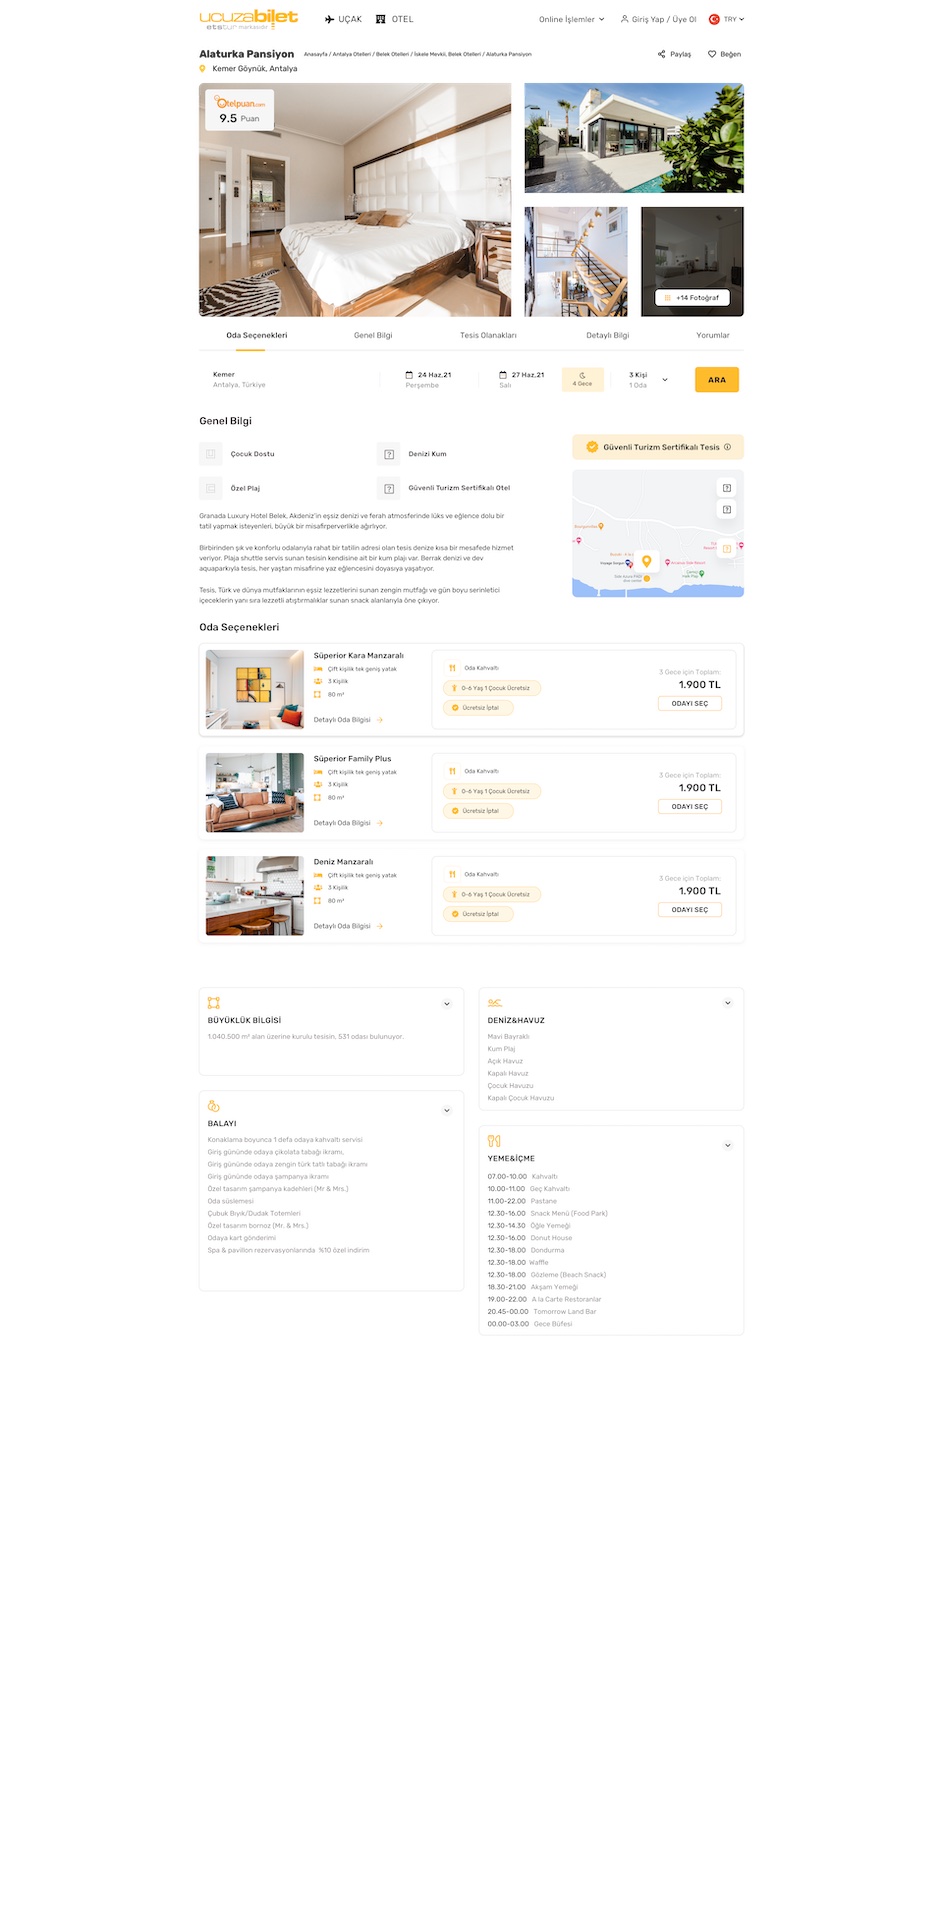 ucuzabilet
etstur markasıdır
UÇAK
OTEL
Online İşlemler
Giriş Yap / Üye Ol
TRY
Alaturka Pansiyon
Anasayfa / Antalya Otelleri / Belek Otelleri / İskele Mevkii, Belek Otelleri / Alaturka Pansiyon
Paylaş
Beğen
Kemer Göynük, Antalya
Otelpuan.com
9.5 Puan
+14 Fotoğraf
Oda Seçenekleri
Genel Bilgi
Tesis Olanakları
Detaylı Bilgi
Yorumlar
Kemer
Antalya, Türkiye
24 Haz,21
Perşembe
27 Haz,21
Salı
4 Gece
3 Kişi
1 Oda
ARA
Genel Bilgi
Çocuk Dostu
Denizi Kum
Özel Plaj
Güvenli Turizm Sertifikalı Otel
Güvenli Turizm Sertifikalı Tesis
Granada Luxury Hotel Belek, Akdeniz'in eşsiz denizi ve ferah atmosferinde lüks ve eğlence dolu bir
tatil yapmak isteyenleri, büyük bir misafirperverlikle ağırlıyor.
Birbirinden şık ve konforlu odalarıyla rahat bir tatilin adresi olan tesis denize kısa bir mesafede hizmet
veriyor. Plaja shuttle servis sunan tesisin kendisine ait bir kum plajı var. Berrak denizi ve dev
aquaparkıyla tesis, her yaştan misafirine yaz eğlencesini doyasıya yaşatıyor.
Tesis, Türk ve dünya mutfaklarının eşsiz lezzetlerini sunan zengin mutfağı ve gün boyu serinletici
içeceklerin yanı sıra lezzetli atıştırmalıklar sunan snack alanlarıyla öne çıkıyor.
Oda Seçenekleri
Süperior Kara Manzaralı
Çift kişilik tek geniş yatak
3 Kişilik
80 m²
Detaylı Oda Bilgisi
Oda Kahvaltı
0-6 Yaş 1 Çocuk Ücretsiz
Ücretsiz İptal
3 Gece için Toplam:
1.900 TL
ODAYI SEÇ
Süperior Family Plus
Çift kişilik tek geniş yatak
3 Kişilik
80 m²
Detaylı Oda Bilgisi
Oda Kahvaltı
0-6 Yaş 1 Çocuk Ücretsiz
Ücretsiz İptal
3 Gece için Toplam:
1.900 TL
ODAYI SEÇ
Deniz Manzaralı
Çift kişilik tek geniş yatak
3 Kişilik
80 m²
Detaylı Oda Bilgisi
Oda Kahvaltı
0-6 Yaş 1 Çocuk Ücretsiz
Ücretsiz İptal
3 Gece için Toplam:
1.900 TL
ODAYI SEÇ
BÜYÜKLÜK BİLGİSİ
1.040.500 m² alan üzerine kurulu tesisin, 531 odası bulunuyor.
BALAYI
Konaklama boyunca 1 defa odaya kahvaltı servisi
Giriş gününde odaya çikolata tabağı ikramı,
Giriş gününde odaya zengin türk tatlı tabağı ikramı
Giriş gününde odaya şampanya ikramı
Özel tasarım şampanya kadehleri (Mr & Mrs.)
Oda süslemesi
Çubuk Bıyık/Dudak Totemleri
Özel tasarım bornoz (Mr. & Mrs.)
Odaya kart gönderimi
Spa & pavilion rezervasyonlarında %10 özel indirim
DENİZ&HAVUZ
Mavi Bayraklı
Kum Plaj
Açık Havuz
Kapalı Havuz
Çocuk Havuzu
Kapalı Çocuk Havuzu
YEME&İÇME
07.00-10.00 Kahvaltı
10.00-11.00 Geç Kahvaltı
11.00-22.00 Pastane
12.30-16.00 Snack Menü (Food Park)
12.30-14.30 Öğle Yemeği
12.30-16.00 Donut House
12.30-18.00 Dondurma
12.30-18.00 Waffle
12.30-18.00 Gözleme (Beach Snack)
18.30-21.00 Akşam Yemeği
19.00-22.00 A la Carte Restoranlar
20.45-00.00 Tomorrow Land Bar
00.00-03.00 Gece Büfesi